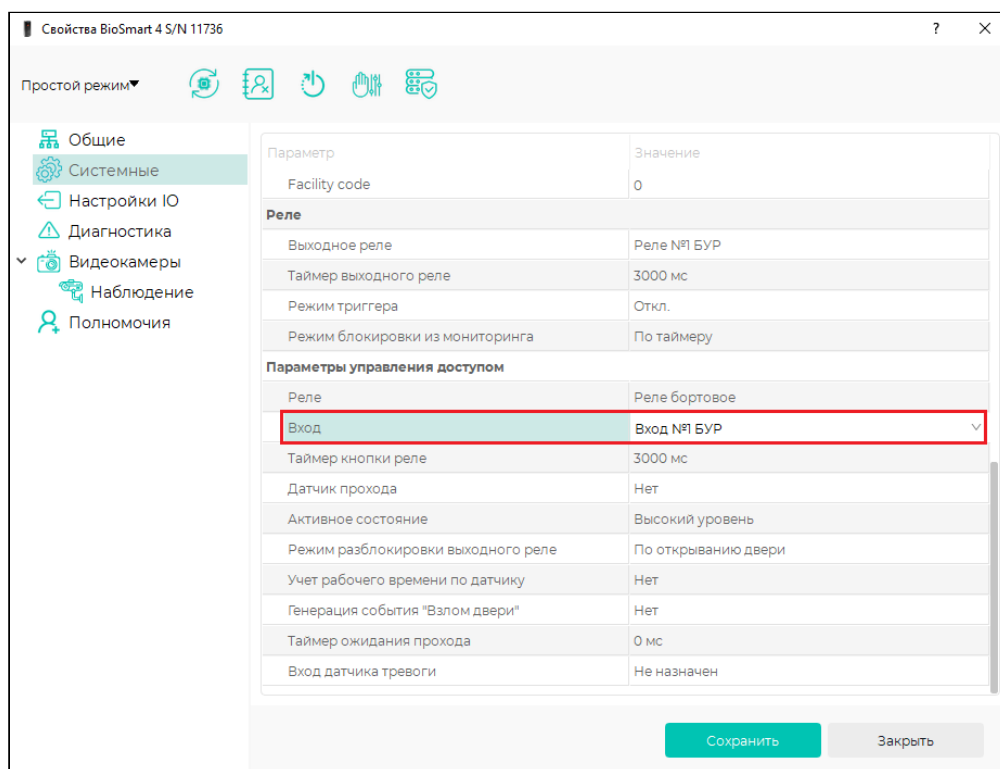 Свойства BioSmart 4 S/N 11736
?
Простой режим
Общие
Системные
Настройки IO
Диагностика
Видеокамеры
Наблюдение
Полномочия
Параметр Значение
Facility code 0
Реле
Выходное реле Реле №1 БУР
Таймер выходного реле 3000 мс
Режим триггера Откл.
Режим блокировки из мониторинга По таймеру
Параметры управления доступом
Реле Реле бортовое
Вход Вход №1 БУР
Таймер кнопки реле 3000 мс
Датчик прохода Нет
Активное состояние Высокий уровень
Режим разблокировки выходного реле По открыванию двери
Учет рабочего времени по датчику Нет
Генерация события "Взлом двери" Нет
Таймер ожидания прохода 0 мс
Вход датчика тревоги Не назначен
Сохранить Закрыть